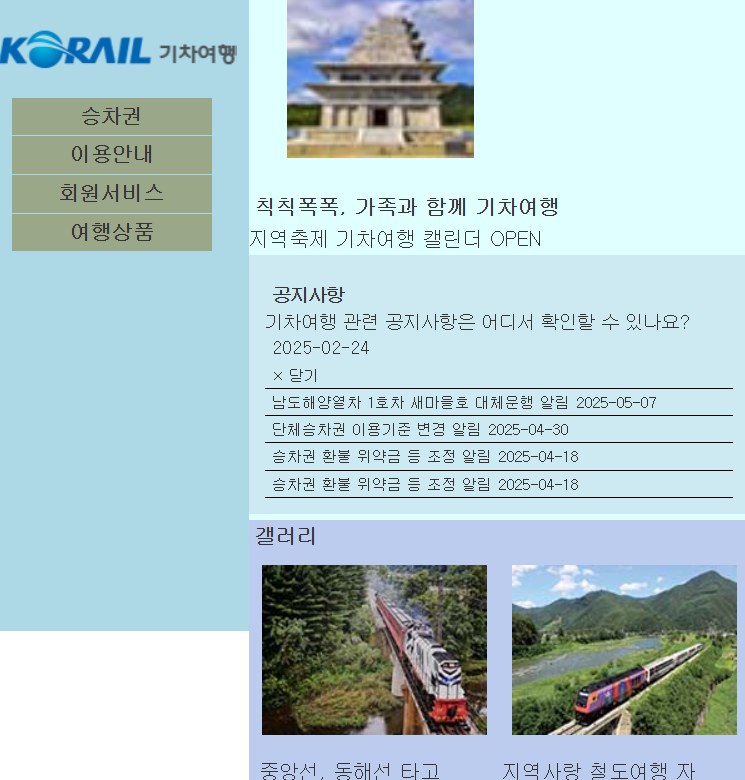 KORAIL 기차여행
승차권
이용안내
회원서비스
여행상품
칙칙폭폭, 가족과 함께 기차여행
지역축제 기차여행 캘린더 OPEN
공지사항
기차여행 관련 공지사항은 어디서 확인할 수 있나요?
2025-02-24
× 닫기
남도해양열차 1호차 새마을호 대체운행 알림 2025-05-07
단체승차권 이용기준 변경 알림 2025-04-30
승차권 환불 위약금 등 조정 알림 2025-04-18
승차권 환불 위약금 등 조정 알림 2025-04-18
갤러리
중앙선, 동해선 타고
지역사랑 철도여행 자